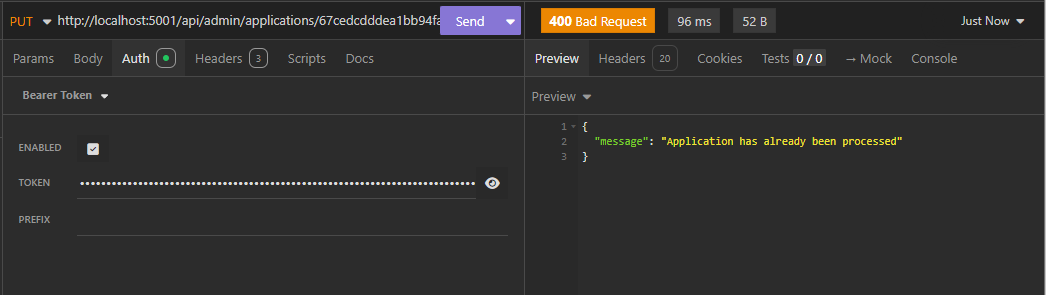 PUT http://localhost:5001/api/admin/applications/67cedcdddea1bb94fa Send 400 Bad Request 96 ms 52 B Just Now
Params Body Auth Headers 3 Scripts Docs Preview Headers 20 Cookies Tests 0 / 0 → Mock Console
Bearer Token Preview
1 {
ENABLED 2 "message": "Application has already been processed"
3 }
TOKEN ••••••••••••••••••••••••••••••••••••••••••••••••••••••••••••••••••
PREFIX